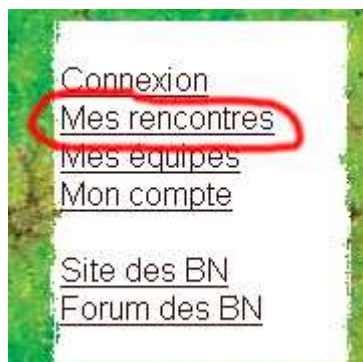 Connexion
Mes rencontres
Mes équipes
Mon compte
Site des BN
Forum des BN